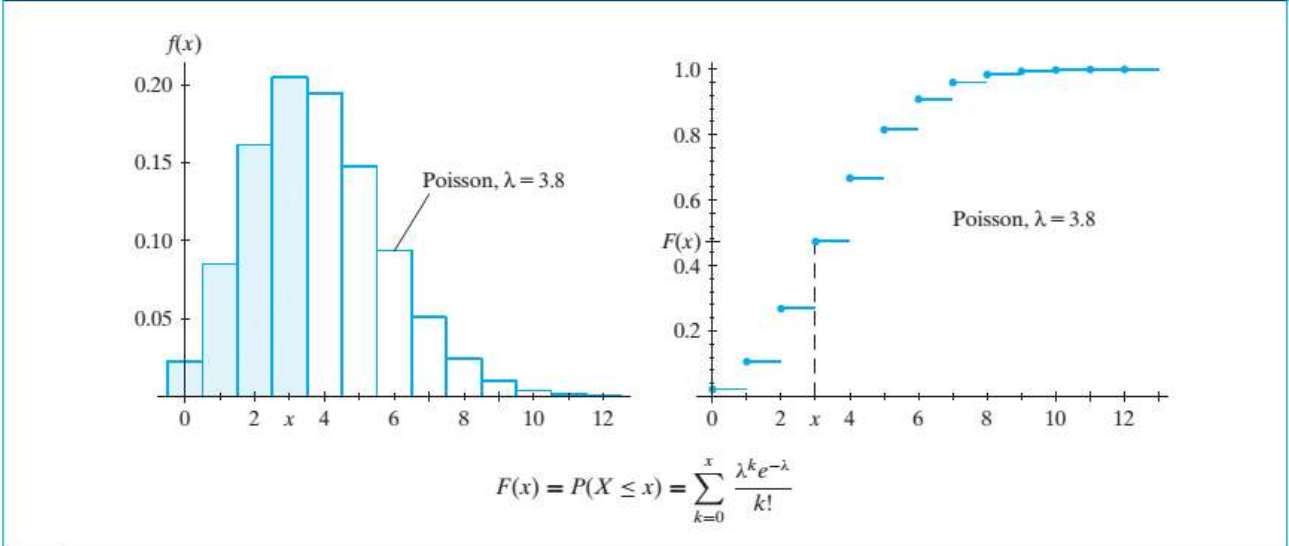 f(x)
0.20
0.15
0.10
0.05
Poisson, λ = 3.8
0 2 x 4 6 8 10 12
1.0
0.8
0.6
F(x)
0.4
0.2
Poisson, λ = 3.8
0 2 x 4 6 8 10 12
F(x) = P(X ≤ x) = \sum_{k=0}^{x} \frac{λ^k e^{-λ}}{k!}